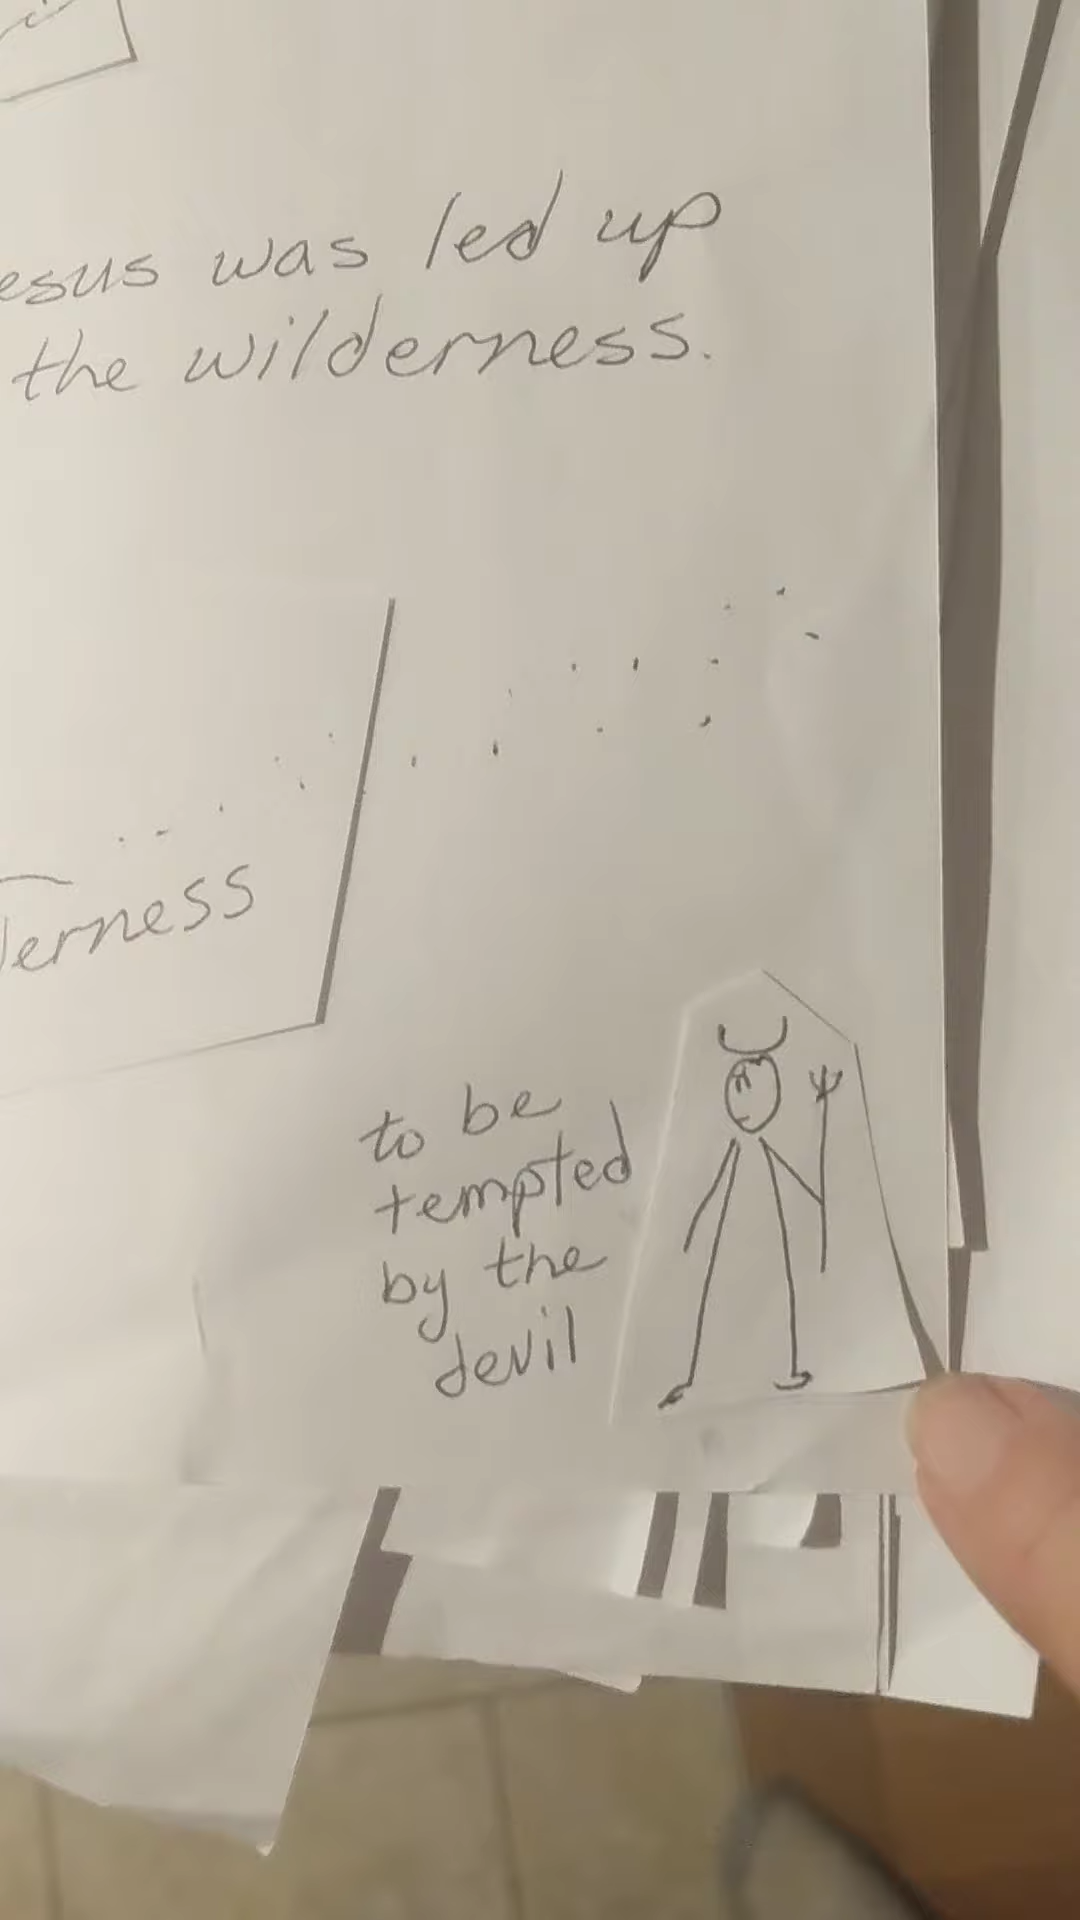 esus was led up
the wilderness.
erness
to be
tempted
by the
devil